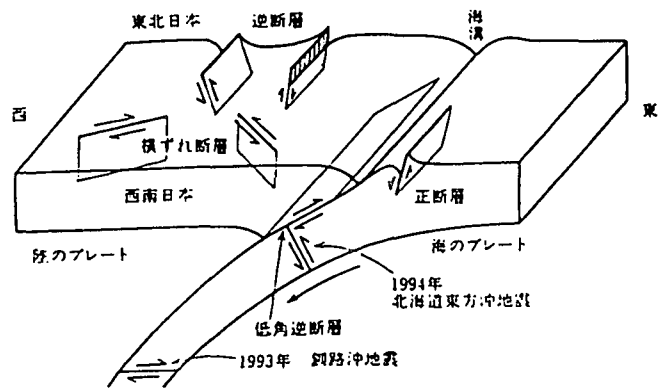 東北日本
逆断層
海溝
西
東
横ずれ断層
西南日本
正断層
陸のプレート
海のプレート
1994年
北海道東方沖地震
低角逆断層
1993年 釧路沖地震